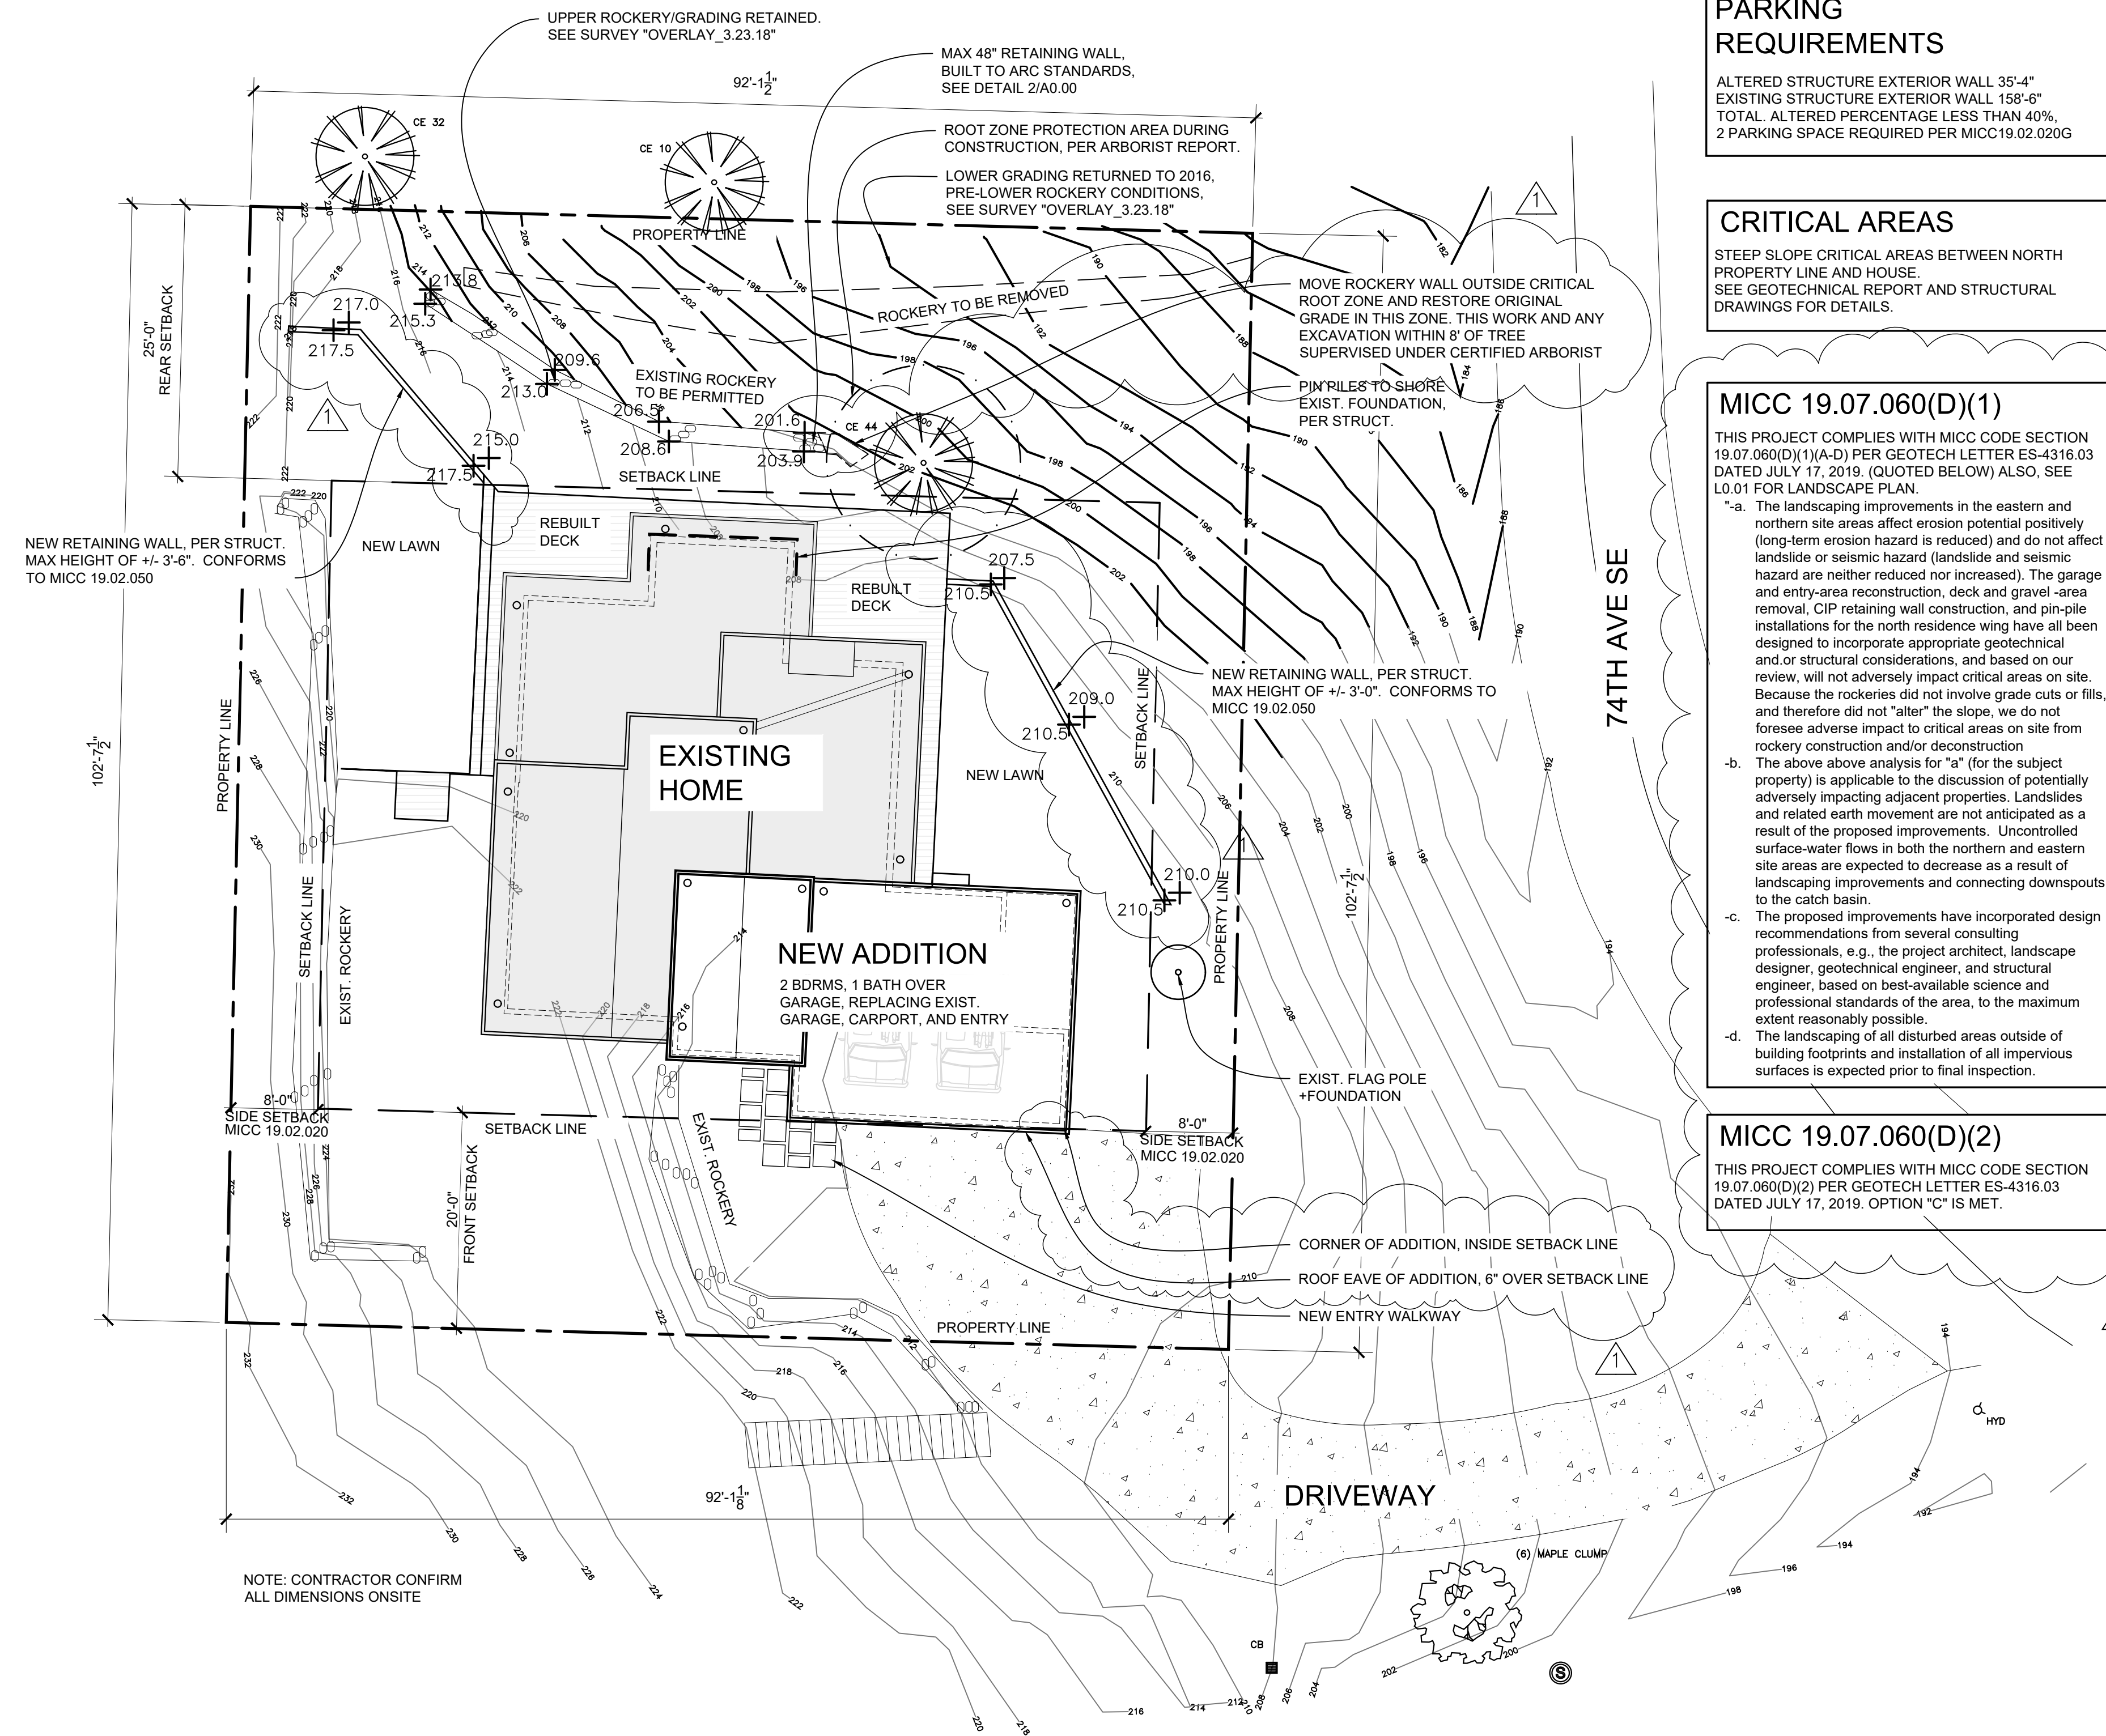 UPPER ROCKERY/GRADING RETAINED.
SEE SURVEY "OVERLAY_3.23.18"
MAX 48" RETAINING WALL,
BUILT TO ARC STANDARDS,
SEE DETAIL 2/A0.00
92'-1 1/2"
CE 32
CE 10
ROOT ZONE PROTECTION AREA DURING
CONSTRUCTION, PER ARBORIST REPORT.
LOWER GRADING RETURNED TO 2016,
PRE-LOWER ROCKERY CONDITIONS,
SEE SURVEY "OVERLAY_3.23.18"
PROPERTY LINE
1
ROCKERY TO BE REMOVED
MOVE ROCKERY WALL OUTSIDE CRITICAL
ROOT ZONE AND RESTORE ORIGINAL
GRADE IN THIS ZONE. THIS WORK AND ANY
EXCAVATION WITHIN 8' OF TREE
SUPERVISED UNDER CERTIFIED ARBORIST
PIN PILES TO SHORE
EXIST. FOUNDATION,
PER STRUCT.
25'-0"
REAR SETBACK
213.8
217.0
215.3
217.5
209.6
213.0
EXISTING ROCKERY
TO BE PERMITTED
206.5
208.6
201.6
203.9
CE 44
1
215.0
217.5
SETBACK LINE
NEW RETAINING WALL, PER STRUCT.
MAX HEIGHT OF +/- 3'-6". CONFORMS
TO MICC 19.02.050
NEW LAWN
REBUILT
DECK
REBUILT
DECK
207.5
210.5
NEW RETAINING WALL, PER STRUCT.
MAX HEIGHT OF +/- 3'-0". CONFORMS TO
MICC 19.02.050
209.0
210.5
SETBACK LINE
74TH AVE SE
102'-7 1/2"
PROPERTY LINE
EXISTING
HOME
NEW LAWN
1
210.0
210.5
102'-7 1/2"
PROPERTY LINE
SETBACK LINE
EXIST. ROCKERY
NEW ADDITION
2 BDRMS, 1 BATH OVER
GARAGE, REPLACING EXIST.
GARAGE, CARPORT, AND ENTRY
EXIST. FLAG POLE
+FOUNDATION
8'-0"
SIDE SETBACK
MICC 19.02.020
SETBACK LINE
20'-0"
FRONT SETBACK
EXIST. ROCKERY
8'-0"
SIDE SETBACK
MICC 19.02.020
CORNER OF ADDITION, INSIDE SETBACK LINE
ROOF EAVE OF ADDITION, 6" OVER SETBACK LINE
NEW ENTRY WALKWAY
PROPERTY LINE
1
92'-1 1/8"
DRIVEWAY
HYD
(6) MAPLE CLUMP
CB
S
NOTE: CONTRACTOR CONFIRM
ALL DIMENSIONS ONSITE
PARKING
REQUIREMENTS
ALTERED STRUCTURE EXTERIOR WALL 35'-4"
EXISTING STRUCTURE EXTERIOR WALL 158'-6"
TOTAL. ALTERED PERCENTAGE LESS THAN 40%,
2 PARKING SPACE REQUIRED PER MICC19.02.020G
CRITICAL AREAS
STEEP SLOPE CRITICAL AREAS BETWEEN NORTH
PROPERTY LINE AND HOUSE.
SEE GEOTECHNICAL REPORT AND STRUCTURAL
DRAWINGS FOR DETAILS.
MICC 19.07.060(D)(1)
THIS PROJECT COMPLIES WITH MICC CODE SECTION
19.07.060(D)(1)(A-D) PER GEOTECH LETTER ES-4316.03
DATED JULY 17, 2019. (QUOTED BELOW) ALSO, SEE
L0.01 FOR LANDSCAPE PLAN.
"-a. The landscaping improvements in the eastern and
northern site areas affect erosion potential positively
(long-term erosion hazard is reduced) and do not affect
landslide or seismic hazard (landslide and seismic
hazard are neither reduced nor increased). The garage
and entry-area reconstruction, deck and gravel -area
removal, CIP retaining wall construction, and pin-pile
installations for the north residence wing have all been
designed to incorporate appropriate geotechnical
and.or structural considerations, and based on our
review, will not adversely impact critical areas on site.
Because the rockeries did not involve grade cuts or fills,
and therefore did not "alter" the slope, we do not
foresee adverse impact to critical areas on site from
rockery construction and/or deconstruction
-b. The above above analysis for "a" (for the subject
property) is applicable to the discussion of potentially
adversely impacting adjacent properties. Landslides
and related earth movement are not anticipated as a
result of the proposed improvements. Uncontrolled
surface-water flows in both the northern and eastern
site areas are expected to decrease as a result of
landscaping improvements and connecting downspouts
to the catch basin.
-c. The proposed improvements have incorporated design
recommendations from several consulting
professionals, e.g., the project architect, landscape
designer, geotechnical engineer, and structural
engineer, based on best-available science and
professional standards of the area, to the maximum
extent reasonably possible.
-d. The landscaping of all disturbed areas outside of
building footprints and installation of all impervious
surfaces is expected prior to final inspection.
MICC 19.07.060(D)(2)
THIS PROJECT COMPLIES WITH MICC CODE SECTION
19.07.060(D)(2) PER GEOTECH LETTER ES-4316.03
DATED JULY 17, 2019. OPTION "C" IS MET.